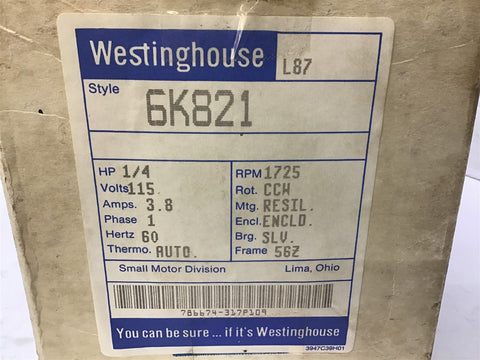 Westinghouse
L87
Style
6K821
HP 1/4
Volts 115
Amps. 3.8
Phase 1
Hertz 60
Thermo. AUTO.
RPM 1725
Rot. CCW
Mtg. RESIL.
Encl. ENCLD.
Brg. SLV.
Frame 56Z
Small Motor Division Lima, Ohio
786674-317P109
You can be sure ... if it's Westinghouse
3947C39H01